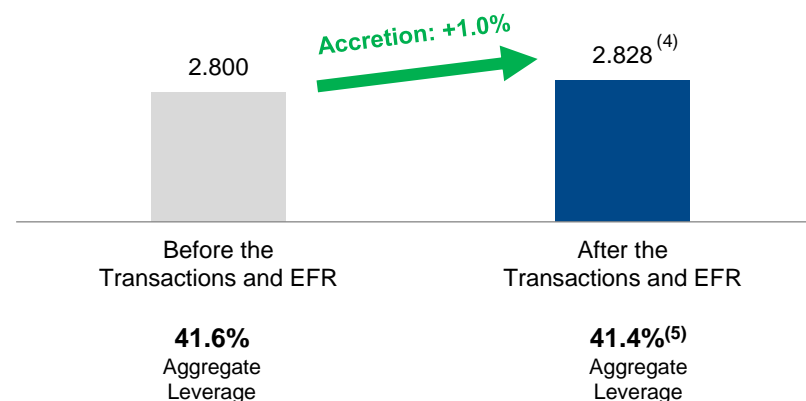 Accretion: +1.0%
2.800
2.828 (4)
Before the
Transactions and EFR
After the
Transactions and EFR
41.6%
Aggregate
Leverage
41.4%(5)
Aggregate
Leverage